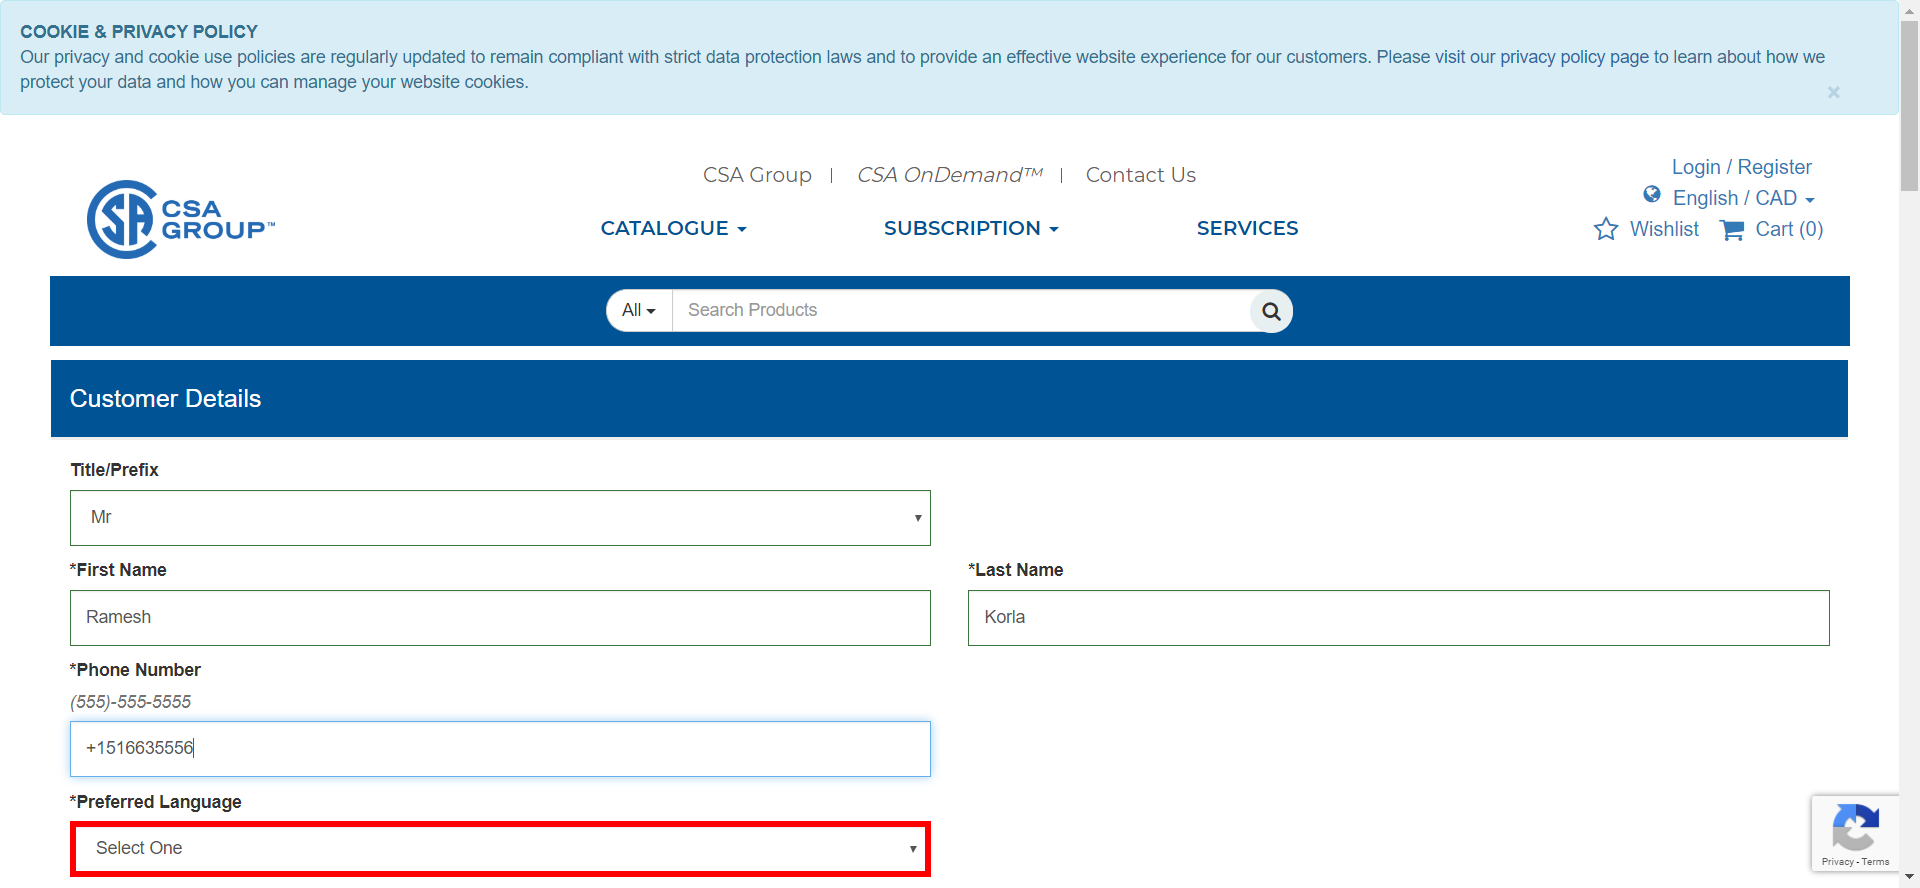 COOKIE & PRIVACY POLICY
Our privacy and cookie use policies are regularly updated to remain compliant with strict data protection laws and to provide an effective website experience for our customers. Please visit our privacy policy page to learn about how we
protect your data and how you can manage your website cookies.
×
CSA Group | CSA OnDemand™ | Contact Us
Login / Register
English / CAD
CSA GROUP™
CATALOGUE SUBSCRIPTION SERVICES
Wishlist Cart (0)
All Search Products
Customer Details
Title/Prefix
Mr
*First Name *Last Name
Ramesh Korla
*Phone Number
(555)-555-5555
+1516635556
*Preferred Language
Select One
Privacy - Terms